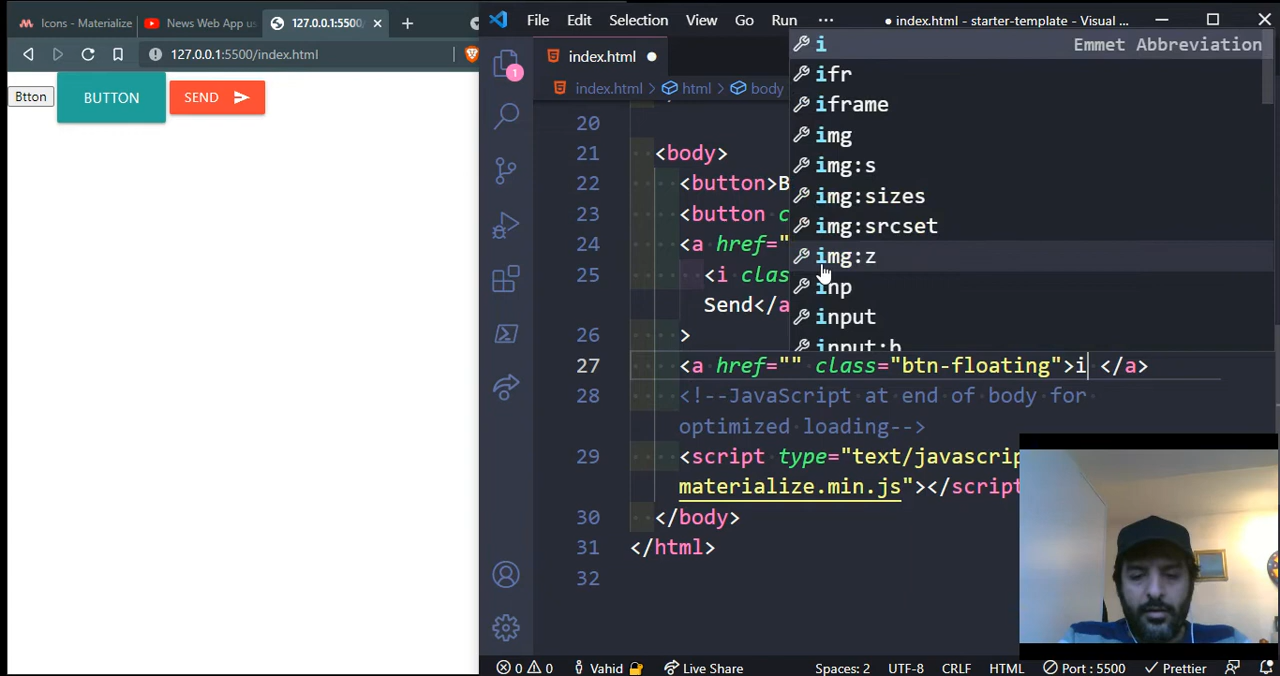 Icons - Materialize
News Web App us
127.0.0.1:5500/
127.0.0.1:5500/index.html
Btton
BUTTON
SEND
File Edit Selection View Go Run ···
● index.html - starter-template - Visual ...
index.html
index.html > html > body
1
i Emmet Abbreviation
ifr
iframe
img
img:s
img:sizes
img:srcset
img:z
inp
input
input:h
20
21 <body>
22 <button>B
23 <button c
24 <a href="
25 <i clas
Send</a
26 >
27 <a href="" class="btn-floating">i </a>
28 <!--JavaScript at end of body for
optimized loading-->
29 <script type="text/javascrip
materialize.min.js"></script
30 </body>
31 </html>
32
0 0 Vahid Live Share Spaces: 2 UTF-8 CRLF HTML Port : 5500 Prettier